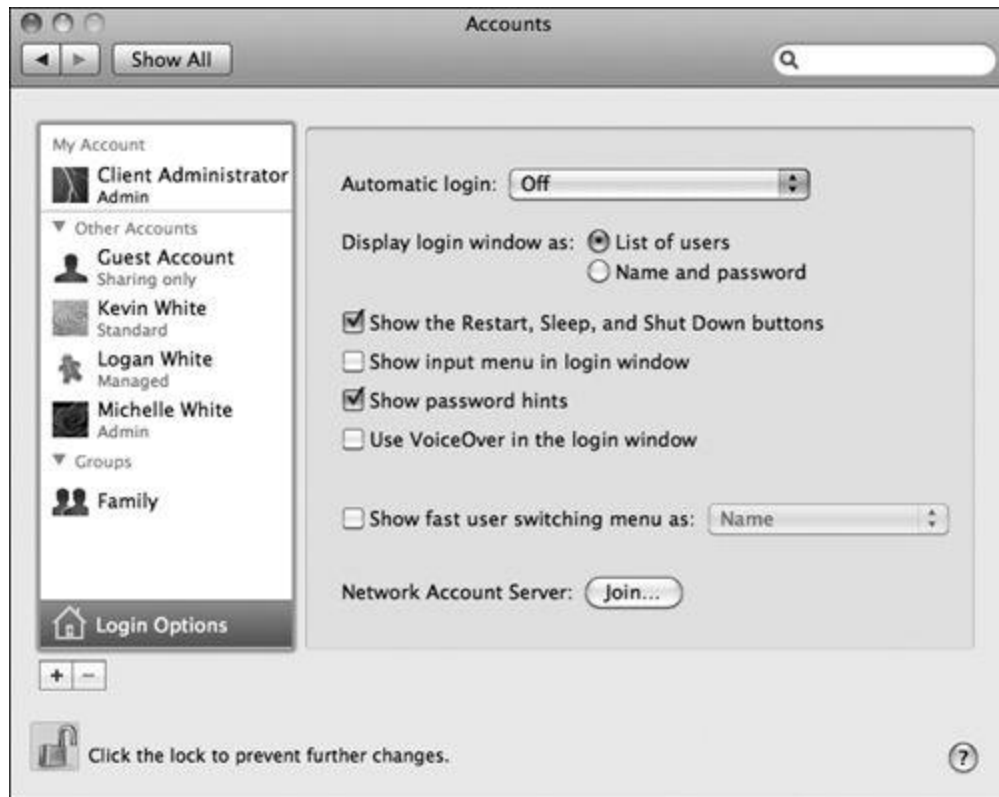 Accounts
Show All
My Account
Client Administrator
Admin
Other Accounts
Guest Account
Sharing only
Kevin White
Standard
Logan White
Managed
Michelle White
Admin
Groups
Family
Login Options
Automatic login: Off
Display login window as: List of users
Name and password
Show the Restart, Sleep, and Shut Down buttons
Show input menu in login window
Show password hints
Use VoiceOver in the login window
Show fast user switching menu as: Name
Network Account Server: Join...
+ −
Click the lock to prevent further changes.
?